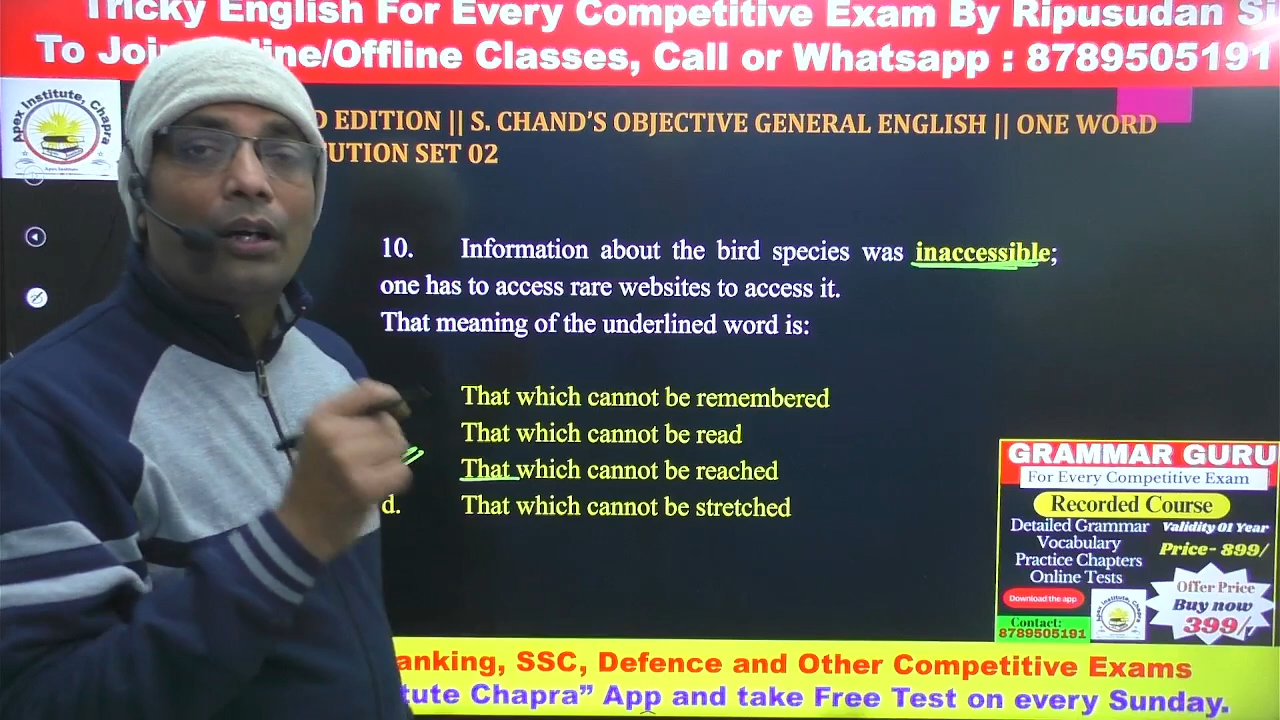 Tricky English For Every Competitive Exam By Ripusudan
To Join Online/Offline Classes, Call or Whatsapp : 8789505191
Apex Institute, Chapra
EDITION || S. CHAND'S OBJECTIVE GENERAL ENGLISH || ONE WORD
UTION SET 02
10. Information about the bird species was inaccessible;
one has to access rare websites to access it.
That meaning of the underlined word is:
That which cannot be remembered
That which cannot be read
That which cannot be reached
d. That which cannot be stretched
GRAMMAR GURU
For Every Competitive Exam
Recorded Course
Detailed Grammar
Vocabulary
Practice Chapters
Online Tests
Validity 01 Year
Price- 899/
Download the app
Apex Institute, Chapra
Offer Price
Buy now
399/-
Contact:
8789505191
anking, SSC, Defence and Other Competitive Exams
tute Chapra” App and take Free Test on every Sunday.